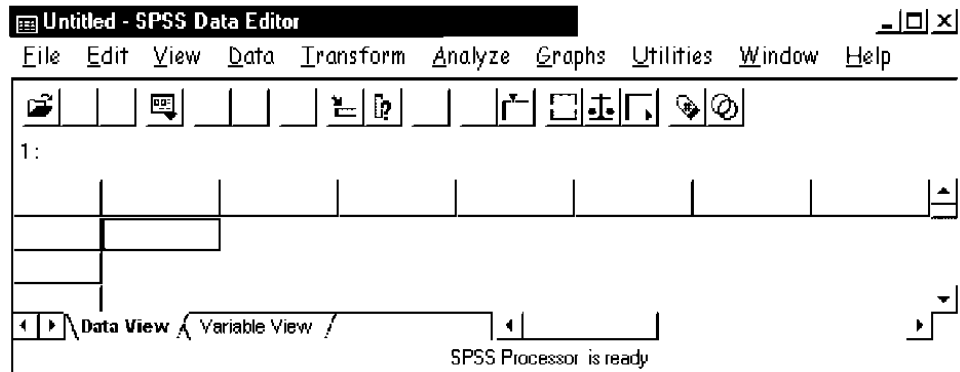 Untitled - SPSS Data Editor
File Edit View Data Transform Analyze Graphs Utilities Window Help
1:
Data View Variable View
SPSS Processor is ready